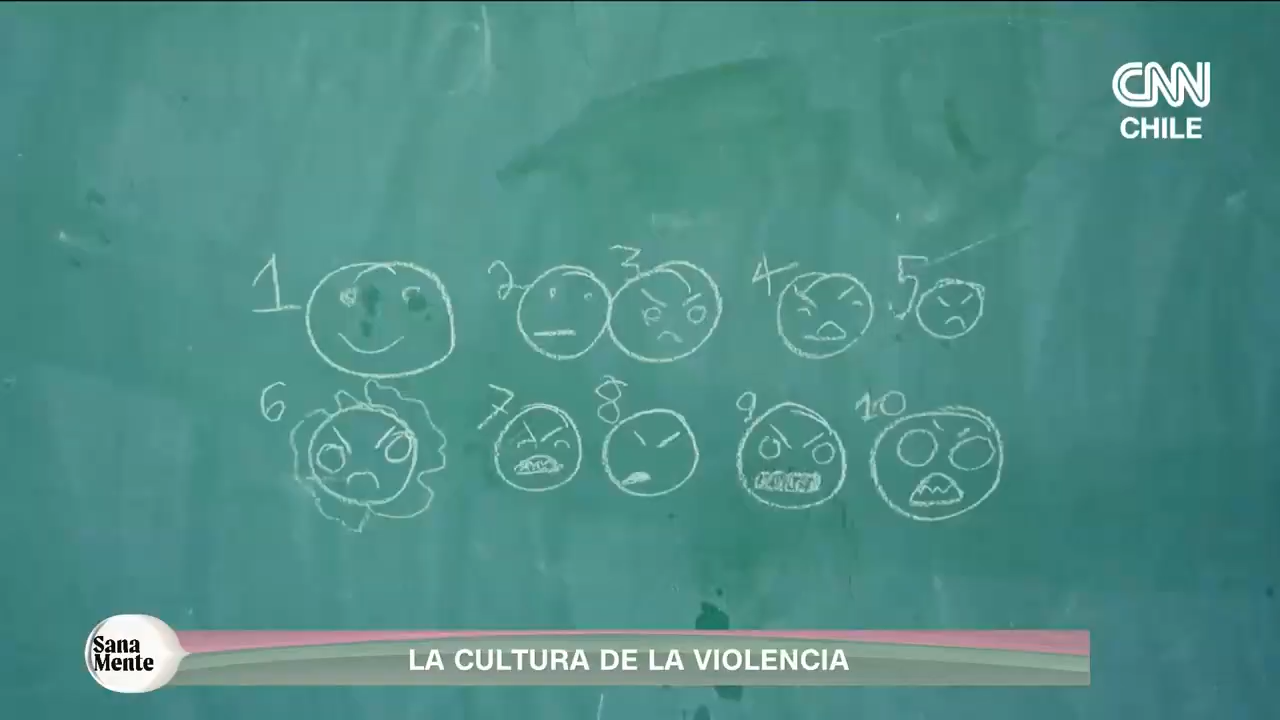 CNN
CHILE
1 2 3 4 5
6 7 8 9 10
Sana
Mente
LA CULTURA DE LA VIOLENCIA